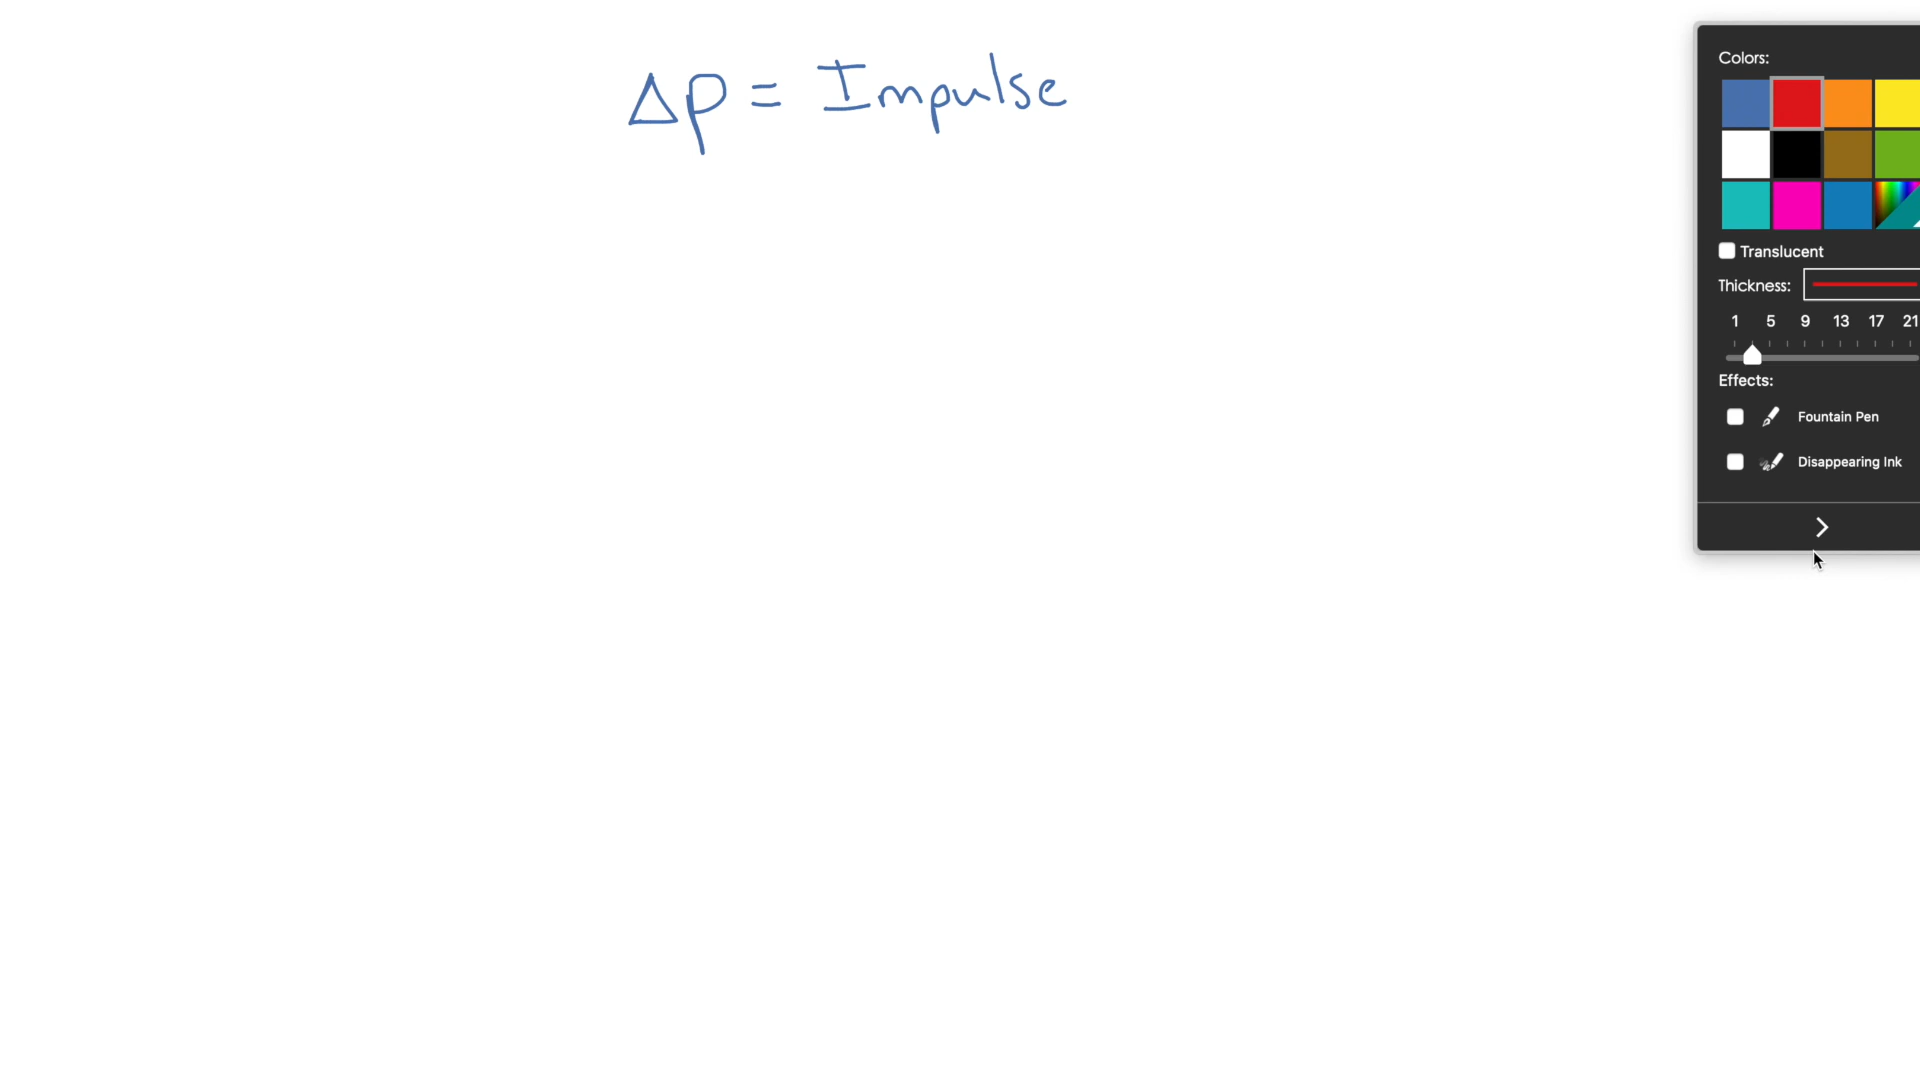 Δp = Impulse
Colors:
Translucent
Thickness:
1 5 9 13 17 21
Effects:
Fountain Pen
Disappearing Ink